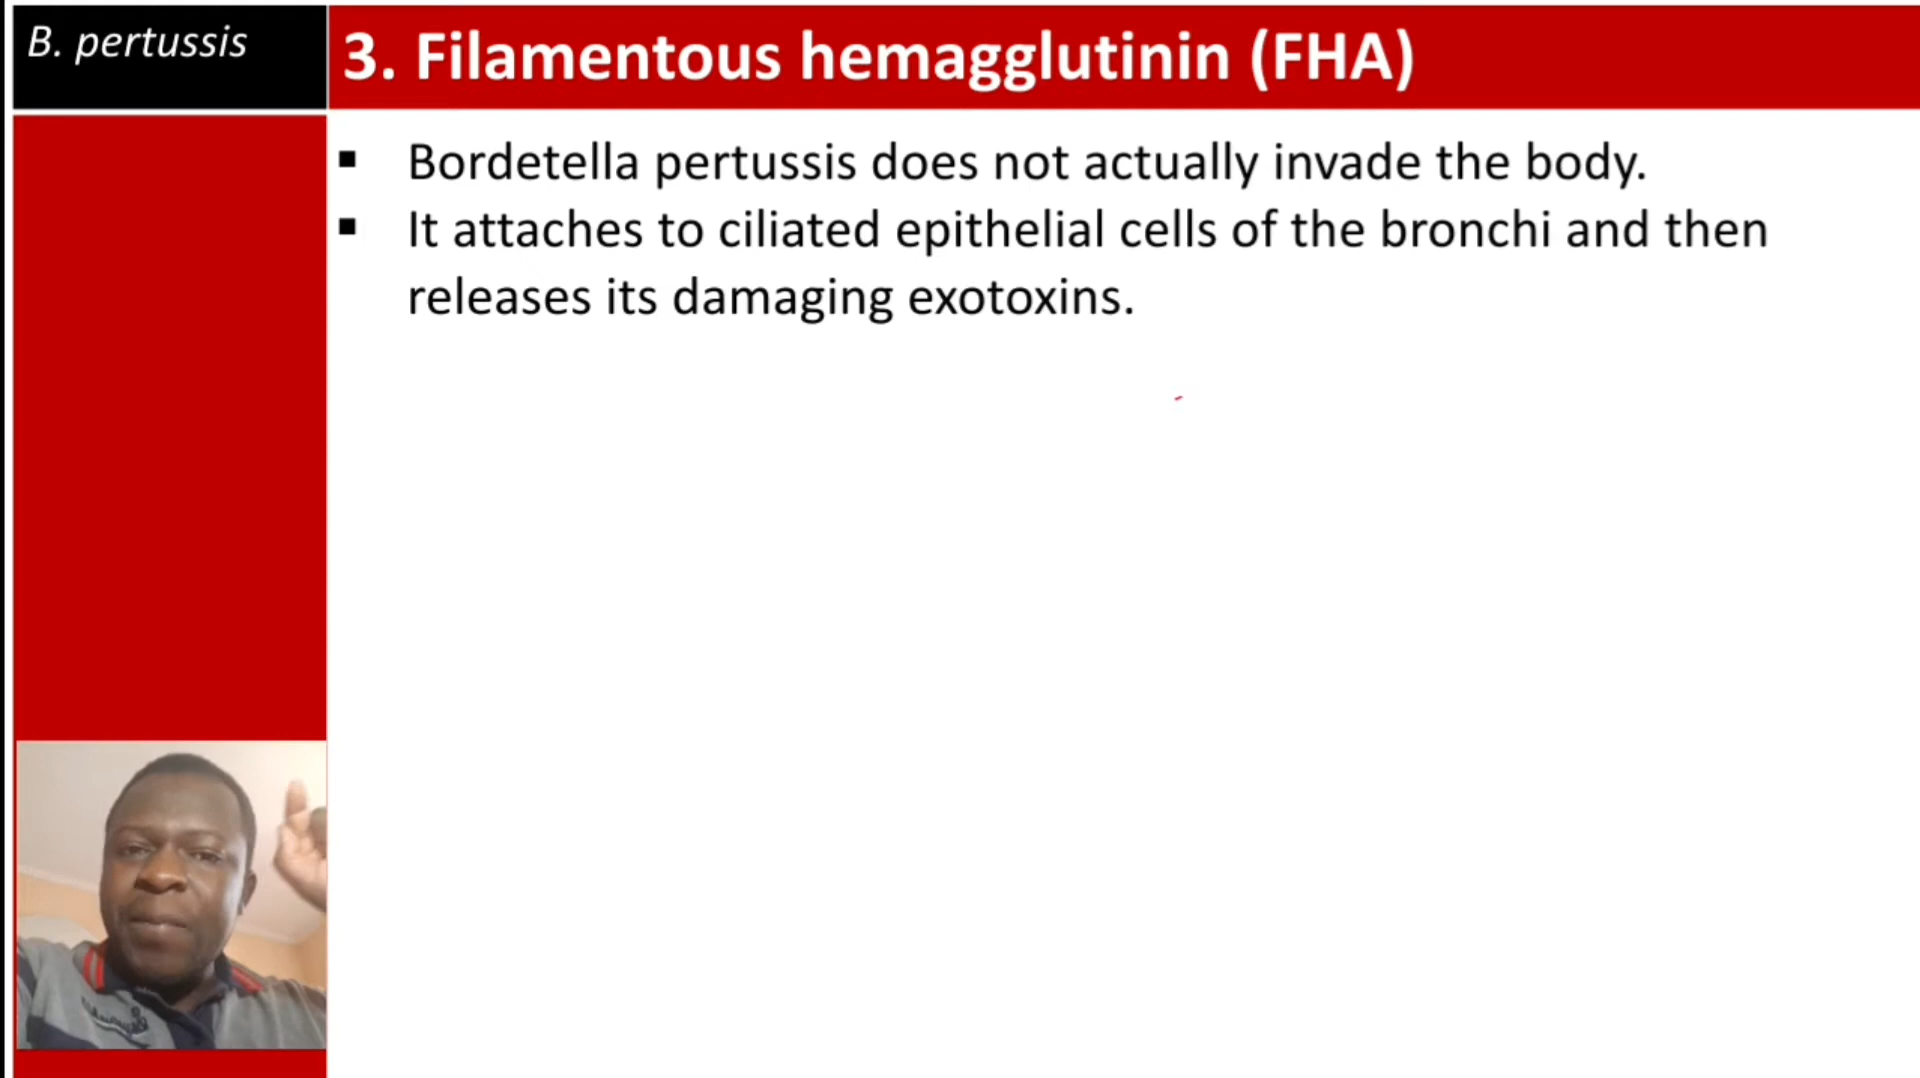 B. pertussis
3. Filamentous hemagglutinin (FHA)
▪ Bordetella pertussis does not actually invade the body.
▪ It attaches to ciliated epithelial cells of the bronchi and then
releases its damaging exotoxins.